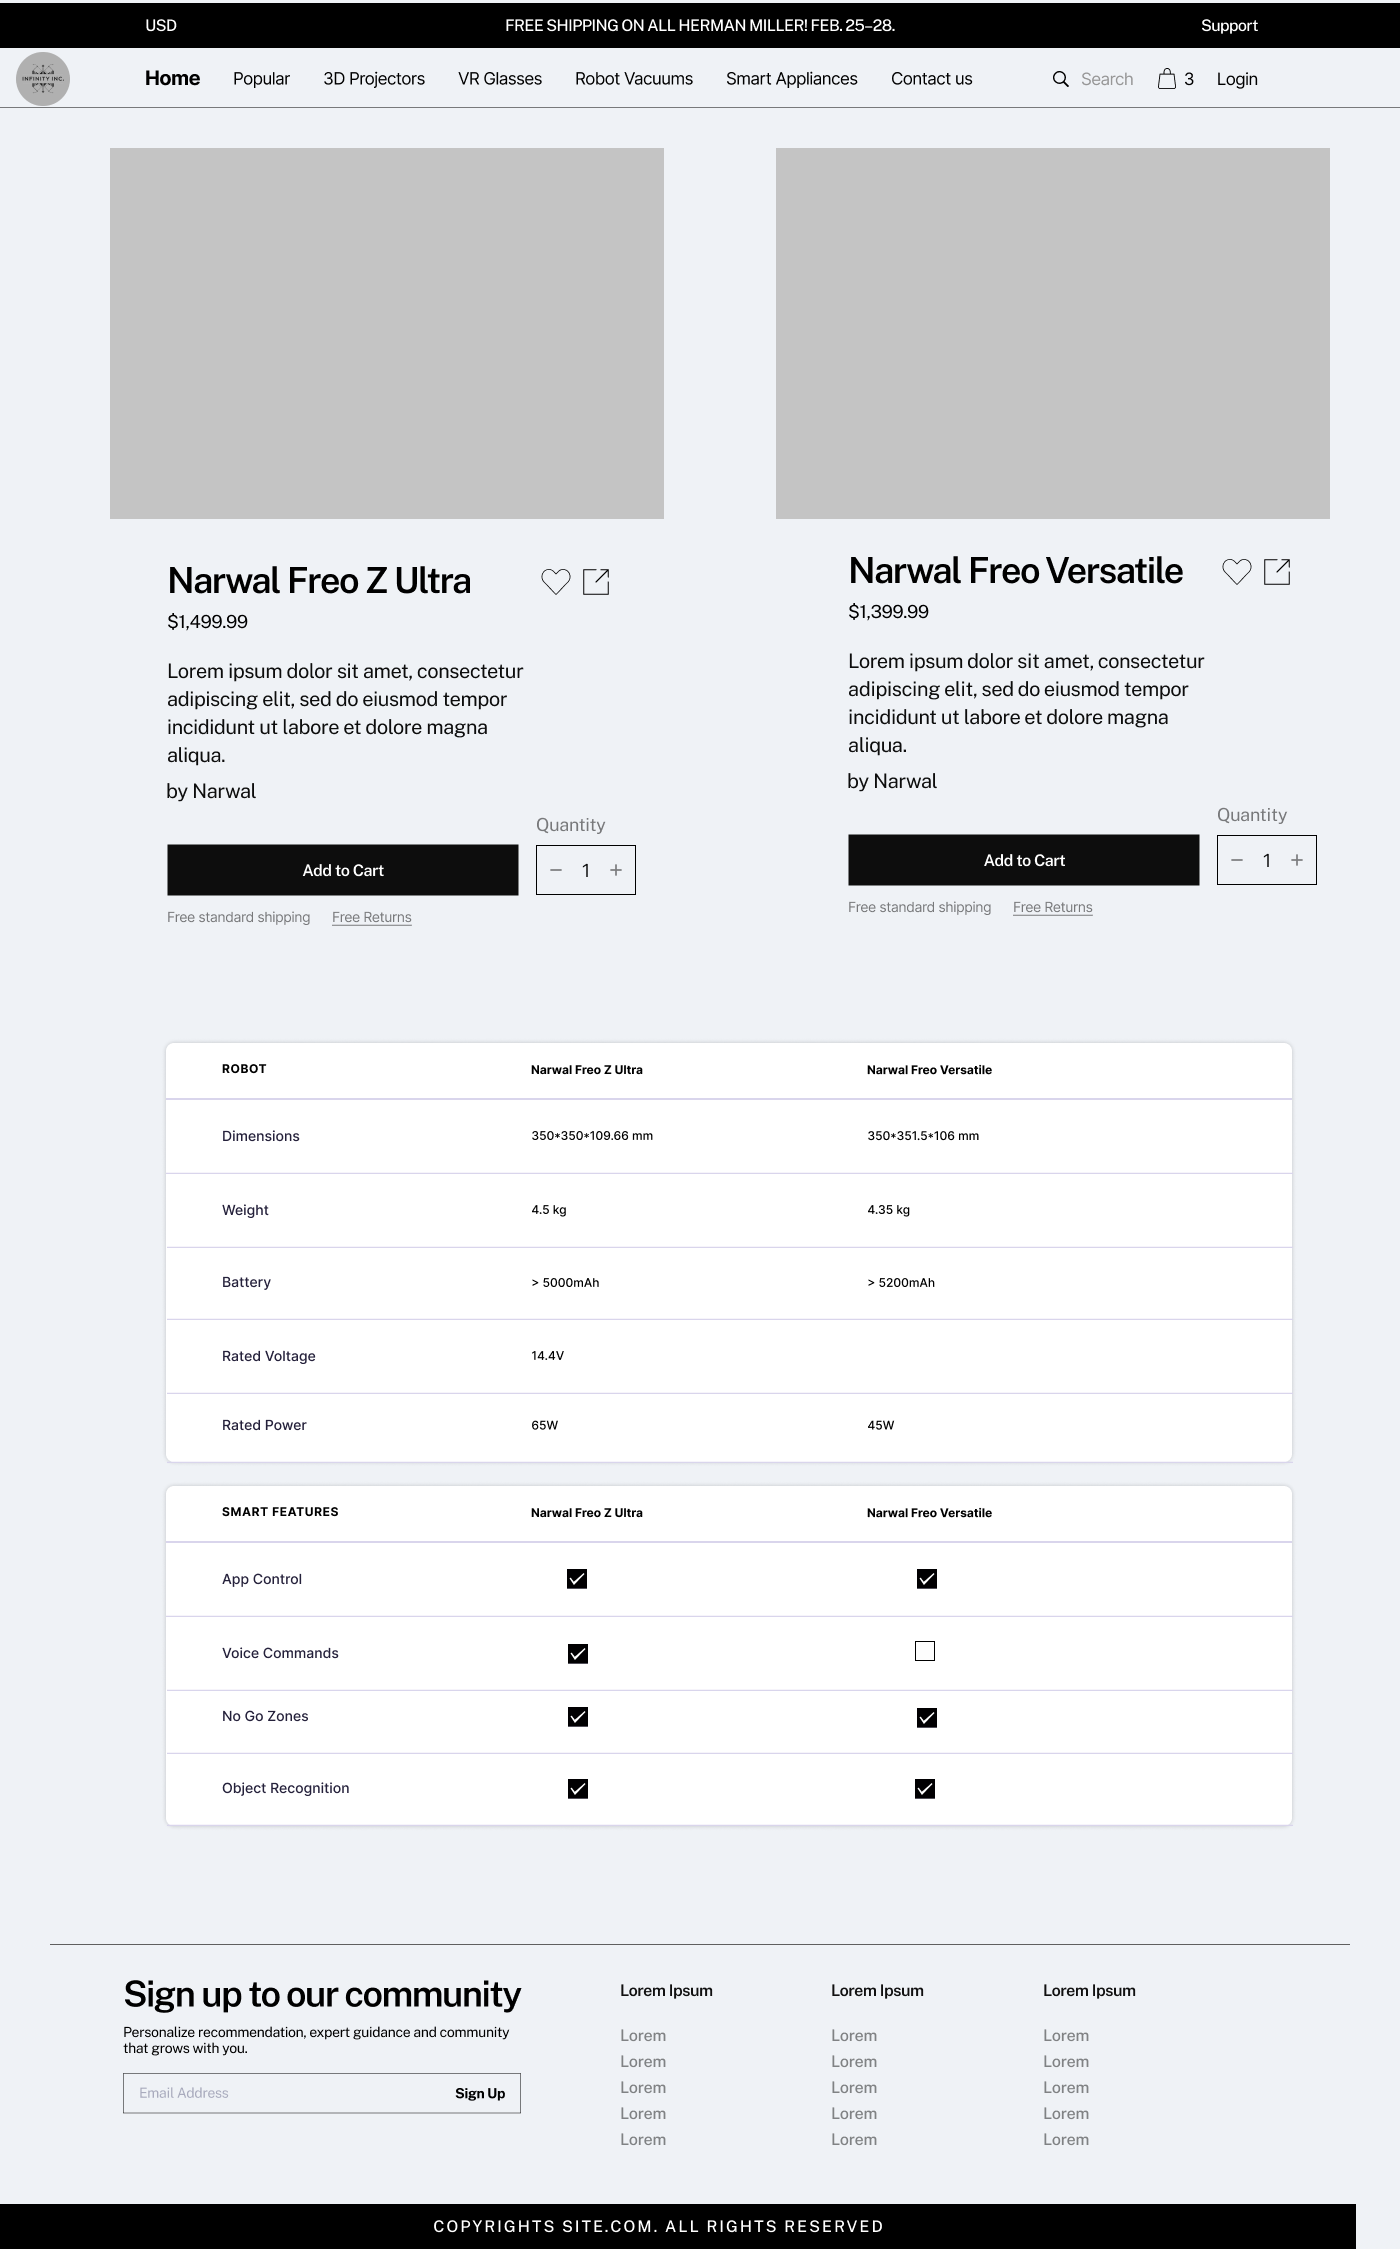 USD
FREE SHIPPING ON ALL HERMAN MILLER! FEB. 25–28.
Support
INFINITY INC.
Home
Popular
3D Projectors
VR Glasses
Robot Vacuums
Smart Appliances
Contact us
Search
3
Login
Narwal Freo Z Ultra
$1,499.99
Lorem ipsum dolor sit amet, consectetur
adipiscing elit, sed do eiusmod tempor
incididunt ut labore et dolore magna
aliqua.
by Narwal
Quantity
Add to Cart
− 1 +
Free standard shipping
Free Returns
Narwal Freo Versatile
$1,399.99
Lorem ipsum dolor sit amet, consectetur
adipiscing elit, sed do eiusmod tempor
incididunt ut labore et dolore magna
aliqua.
by Narwal
Quantity
Add to Cart
− 1 +
Free standard shipping
Free Returns
ROBOT Narwal Freo Z Ultra Narwal Freo Versatile
Dimensions 350*350*109.66 mm 350*351.5*106 mm
Weight 4.5 kg 4.35 kg
Battery > 5000mAh > 5200mAh
Rated Voltage 14.4V
Rated Power 65W 45W
SMART FEATURES Narwal Freo Z Ultra Narwal Freo Versatile
App Control
Voice Commands
No Go Zones
Object Recognition
Sign up to our community
Personalize recommendation, expert guidance and community
that grows with you.
Email Address
Sign Up
Lorem Ipsum
Lorem
Lorem
Lorem
Lorem
Lorem
Lorem Ipsum
Lorem
Lorem
Lorem
Lorem
Lorem
Lorem Ipsum
Lorem
Lorem
Lorem
Lorem
Lorem
COPYRIGHTS SITE.COM. ALL RIGHTS RESERVED